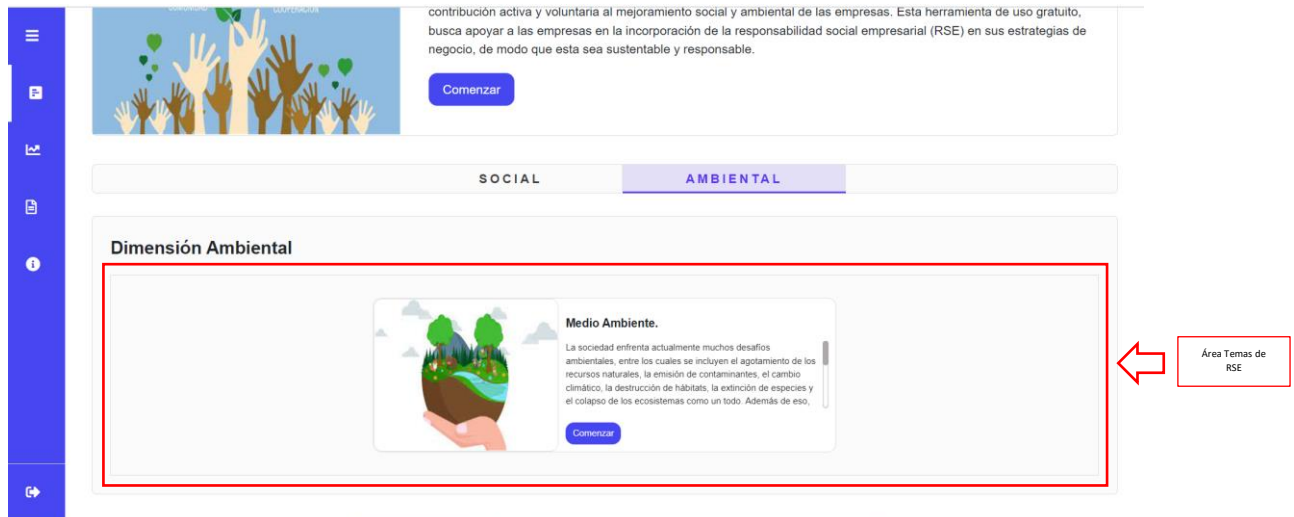 COMUNIDAD
COOPERACIÓN
contribución activa y voluntaria al mejoramiento social y ambiental de las empresas. Esta herramienta de uso gratuito,
busca apoyar a las empresas en la incorporación de la responsabilidad social empresarial (RSE) en sus estrategias de
negocio, de modo que esta sea sustentable y responsable.
Comenzar
SOCIAL
AMBIENTAL
Dimensión Ambiental
Medio Ambiente.
La sociedad enfrenta actualmente muchos desafíos
ambientales, entre los cuales se incluyen el agotamiento de los
recursos naturales, la emisión de contaminantes, el cambio
climático, la destrucción de hábitats, la extinción de especies y
el colapso de los ecosistemas como un todo. Además de eso,
Comenzar
Área Temas de
RSE